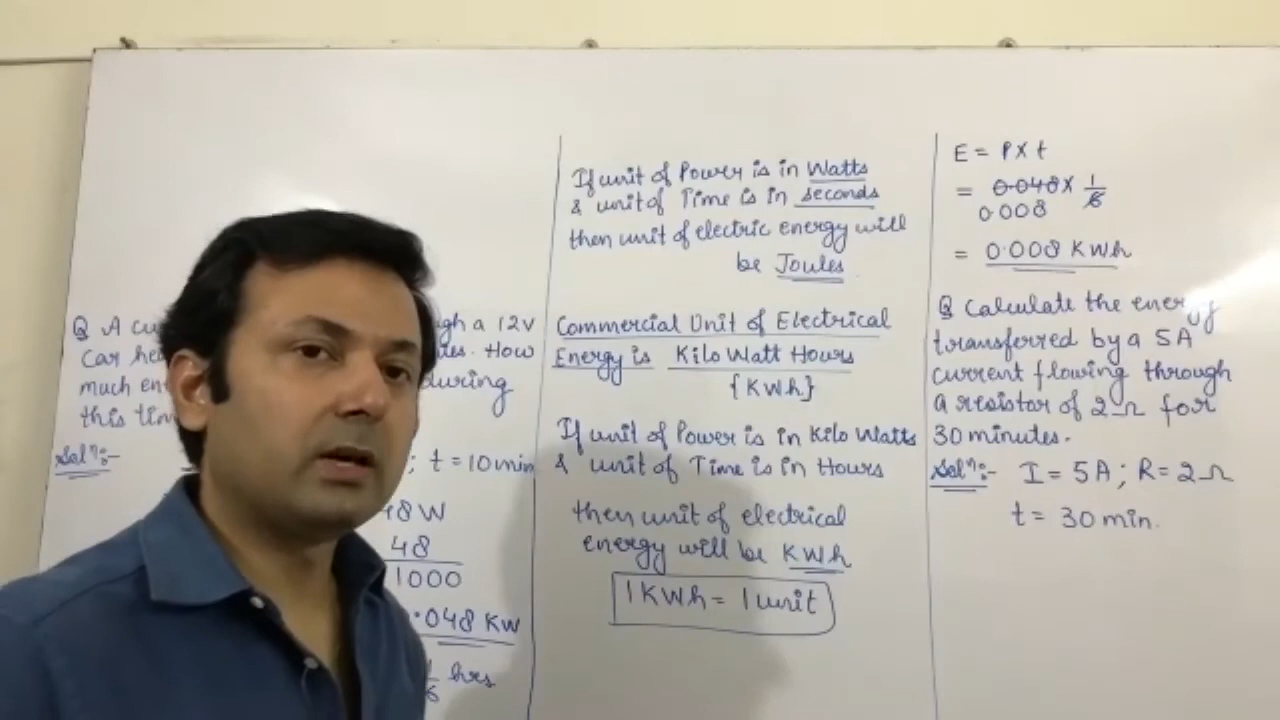 Q A cu gh a 12V
Car he tes. How
much en during
this tim
Solⁿ:- ; t = 10 min
48 W
48
1000
.048 KW
1/6 hrs
If unit of Power is in Watts
& unit of Time is in seconds
then unit of electric energy will
be Joules.
Commercial Unit of Electrical
Energy is Kilo Watt Hours
{KWh}
If unit of Power is in Kilo Watts
& unit of Time is in Hours
then unit of electrical
energy will be KWh
1 KWh = 1 unit
E = P X t
= 0.048 X 1/6
0.008
= 0.008 KWh
Q Calculate the energy
transferred by a 5A
current flowing through
a resistor of 2Ω for
30 minutes.
Solⁿ:- I = 5A ; R = 2Ω
t = 30 min.